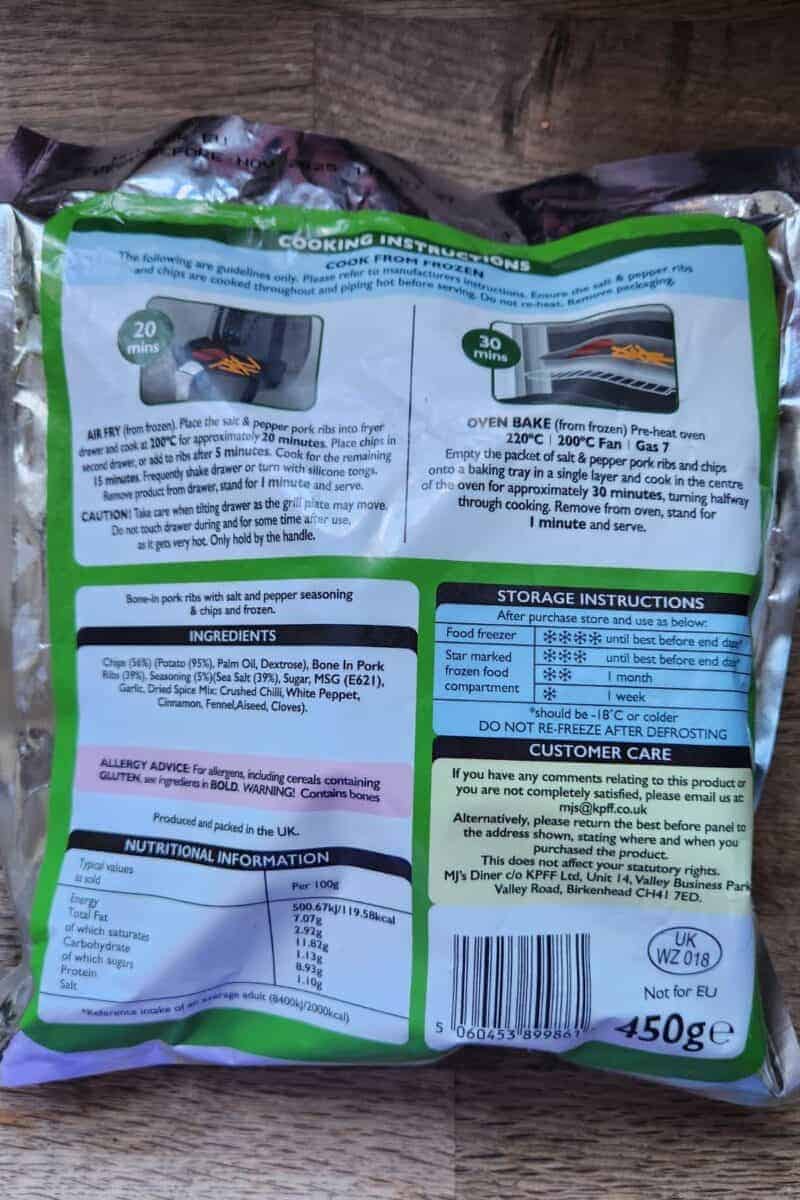 COOKING INSTRUCTIONS
COOK FROM FROZEN
The following are guidelines only. Please refer to manufacturers instructions. Ensure the salt & pepper ribs
and chips are cooked throughout and piping hot before serving. Do not re-heat. Remove packaging.
20
mins
AIR FRY (from frozen). Place the salt & pepper pork ribs into fryer
drawer and cook at 200°C for approximately 20 minutes. Place chips in
second drawer, or add to ribs after 5 minutes. Cook for the remaining
15 minutes. Frequently shake drawer or turn with silicone tongs.
Remove product from drawer, stand for 1 minute and serve.
CAUTION! Take care when tilting drawer as the grill plate may move.
Do not touch drawer during and for some time after use,
as it gets very hot. Only hold by the handle.
30
mins
OVEN BAKE (from frozen) Pre-heat oven
220°C | 200°C Fan | Gas 7
Empty the packet of salt & pepper pork ribs and chips
onto a baking tray in a single layer and cook in the centre
of the oven for approximately 30 minutes, turning halfway
through cooking. Remove from oven, stand for
1 minute and serve.
Bone-in pork ribs with salt and pepper seasoning
& chips and frozen.
INGREDIENTS
Chips (56%) (Potato (95%), Palm Oil, Dextrose), Bone In Pork
Ribs (39%). Seasoning (5%)(Sea Salt (39%), Sugar, MSG (E621),
Garlic, Dried Spice Mix: Crushed Chilli, White Peppet,
Cinnamon, Fennel,Aiseed, Cloves).
ALLERGY ADVICE: For allergens, including cereals containing
GLUTEN, see ingredients in BOLD. WARNING! Contains bones
Produced and packed in the UK.
NUTRITIONAL INFORMATION
Typical values
as sold
Per 100g
Energy 500.67kJ/119.58kcal
Total Fat 7.07g
of which saturates 2.92g
Carbohydrate 11.82g
of which sugars 1.13g
Protein 8.93g
Salt 1.10g
*Reference intake of an average adult (8400kJ/2000kcal)
STORAGE INSTRUCTIONS
After purchase store and use as below:
Food freezer **** until best before end day*
Star marked
frozen food
compartment
*** until best before end day*
** 1 month
* 1 week
*should be -18°C or colder
DO NOT RE-FREEZE AFTER DEFROSTING
CUSTOMER CARE
If you have any comments relating to this product or
you are not completely satisfied, please email us at:
mjs@kpff.co.uk
Alternatively, please return the best before panel to
the address shown, stating where and when you
purchased the product.
This does not affect your statutory rights.
MJ's Diner c/o KPFF Ltd, Unit 14, Valley Business Park
Valley Road, Birkenhead CH41 7ED.
5 060453 899861
UK
WZ 018
Not for EU
450g℮